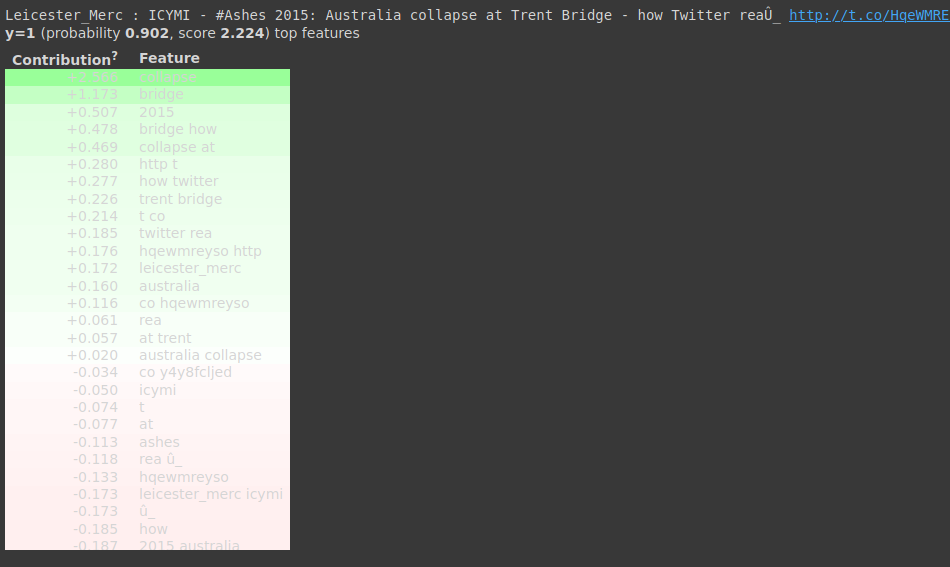 Leicester_Merc : ICYMI - #Ashes 2015: Australia collapse at Trent Bridge - how Twitter reaÛ_ http://t.co/HqeWMRE
y=1 (probability 0.902, score 2.224) top features
Contribution? Feature
collapse
+1.173 bridge
+0.507 2015
+0.478 bridge how
+0.469 collapse at
+0.280 http t
+0.277 how twitter
+0.226 trent bridge
+0.214 t co
+0.185 twitter rea
+0.176 hqewmreyso http
+0.172 leicester_merc
+0.160 australia
+0.116 co hqewmreyso
+0.061 rea
+0.057 at trent
+0.020 australia collapse
-0.034 co y4y8fcljed
-0.050 icymi
-0.074 t
-0.077 at
-0.113 ashes
-0.118 rea û_
-0.133 hqewmreyso
-0.173 leicester_merc icymi
-0.173 û_
-0.185 how
-0.187 2015 australia